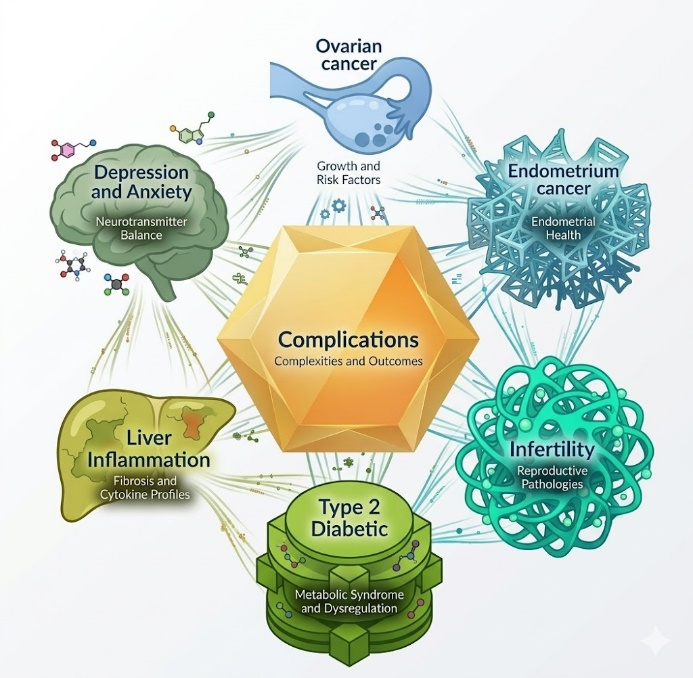 Ovarian
cancer
Growth and
Risk Factors
Depression
and Anxiety
Neurotransmitter
Balance
Endometrium
cancer
Endometrial
Health
Complications
Complexities and Outcomes
Liver
Inflammation
Fibrosis and
Cytokine Profiles
Infertility
Reproductive
Pathologies
Type 2
Diabetic
Metabolic Syndrome
and Dysregulation